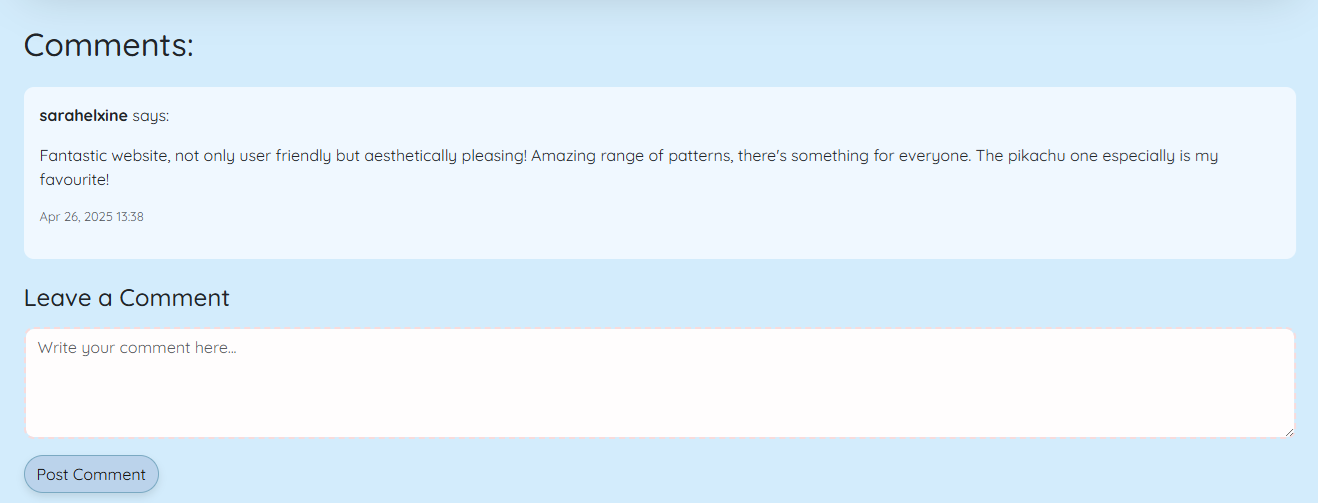 Comments:
sarahelxine says:
Fantastic website, not only user friendly but aesthetically pleasing! Amazing range of patterns, there's something for everyone. The pikachu one especially is my
favourite!
Apr 26, 2025 13:38
Leave a Comment
Write your comment here...
Post Comment